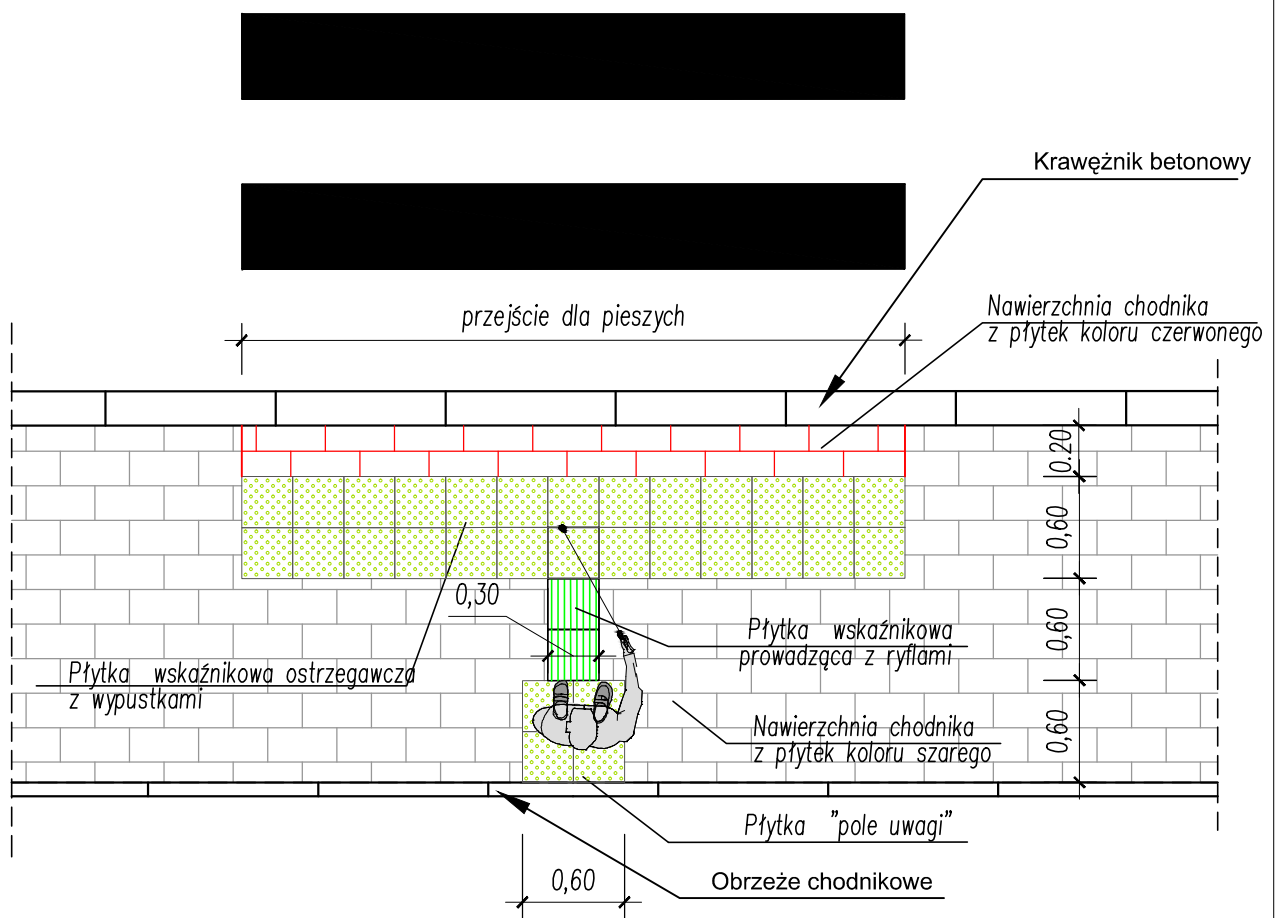 Krawężnik betonowy
przejście dla pieszych
Nawierzchnia chodnika
z płytek koloru czerwonego
0.20
0,60
0,30
0,60
Płytka wskaźnikowa
prowadząca z ryflami
Płytka wskaźnikowa ostrzegawcza
z wypustkami
Nawierzchnia chodnika
z płytek koloru szarego
0,60
Płytka "pole uwagi"
0,60
Obrzeże chodnikowe